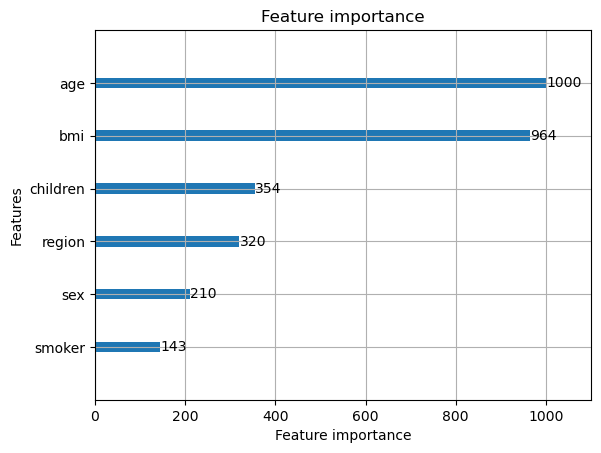 Feature importance
age
1000
bmi
964
children
354
region
320
sex
210
smoker
143
Features
0 200 400 600 800 1000
Feature importance